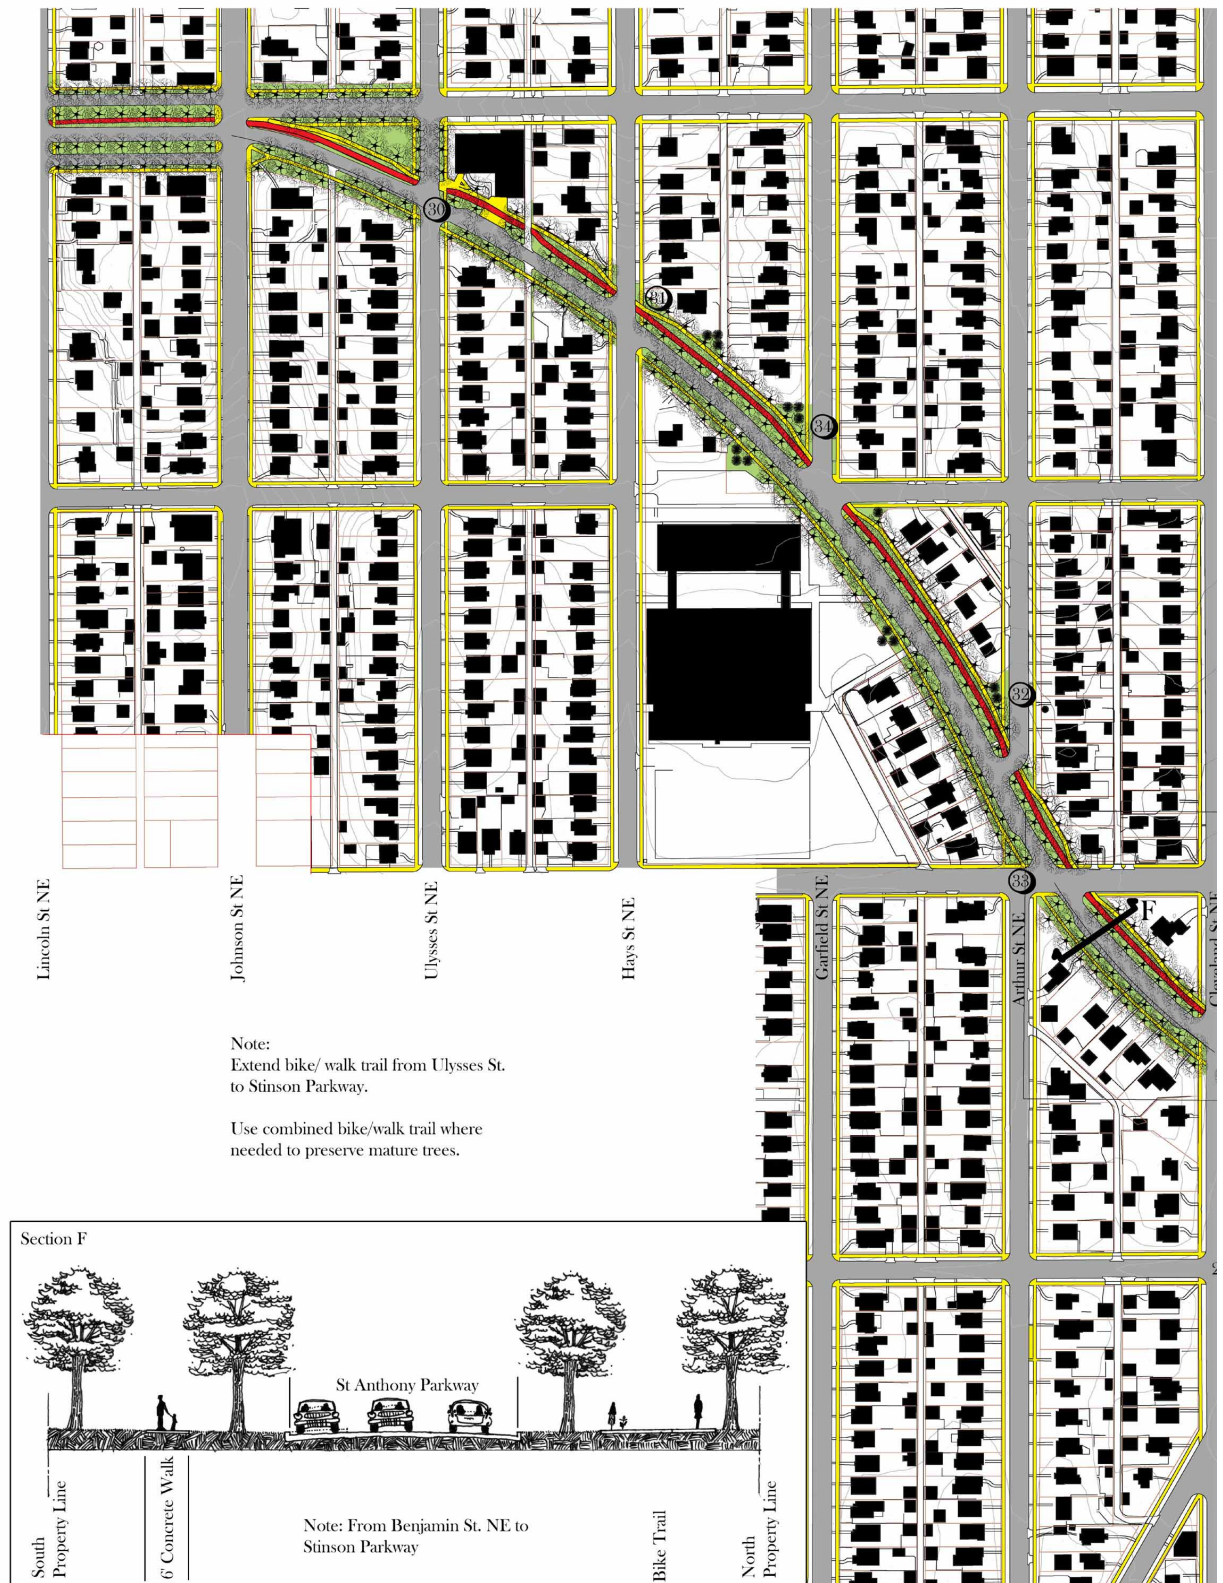 30
31
34
32
33
F
Lincoln St NE
Johnson St NE
Ulysses St NE
Hays St NE
Garfield St NE
Arthur St NE
Cleveland St NE
Note:
Extend bike/ walk trail from Ulysses St.
to Stinson Parkway.
Use combined bike/walk trail where
needed to preserve mature trees.
Section F
St Anthony Parkway
South
Property Line
6' Concrete Walk
Note: From Benjamin St. NE to
Stinson Parkway
Bike Trail
North
Property Line